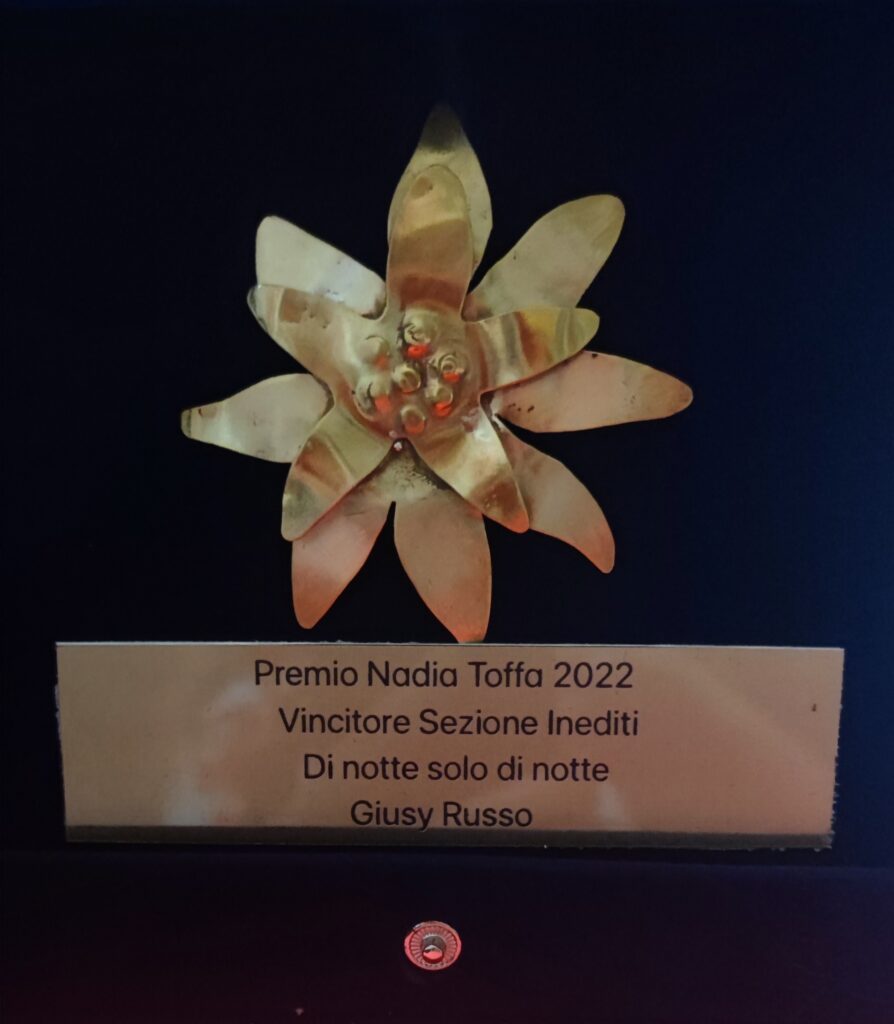 Premio Nadia Toffa 2022
Vincitore Sezione Inediti
Di notte solo di notte
Giusy Russo